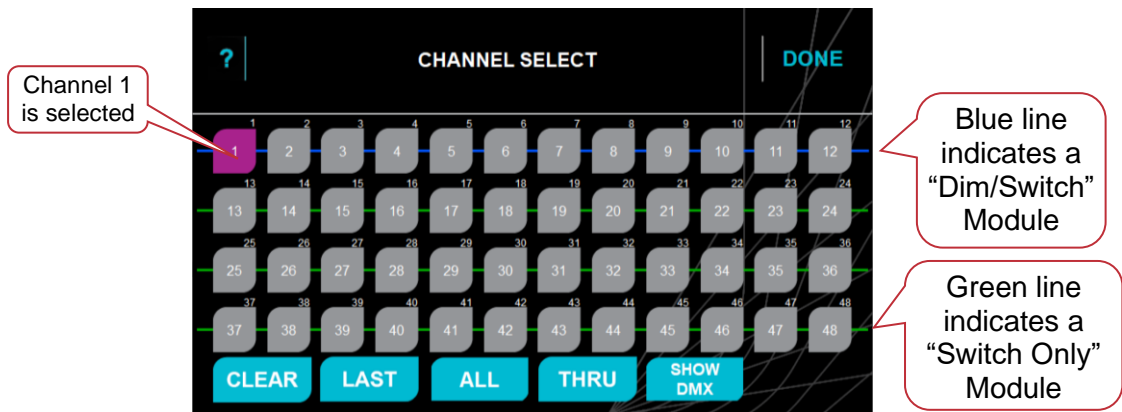 ? CHANNEL SELECT DONE
Channel 1
is selected
1 2 3 4 5 6 7 8 9 10 11 12
1 2 3 4 5 6 7 8 9 10 11 12
Blue line
indicates a
“Dim/Switch”
Module
13 14 15 16 17 18 19 20 21 22 23 24
13 14 15 16 17 18 19 20 21 22 23 24
25 26 27 28 29 30 31 32 33 34 35 36
25 26 27 28 29 30 31 32 33 34 35 36
Green line
indicates a
“Switch Only”
Module
37 38 39 40 41 42 43 44 45 46 47 48
37 38 39 40 41 42 43 44 45 46 47 48
CLEAR LAST ALL THRU SHOW
DMX